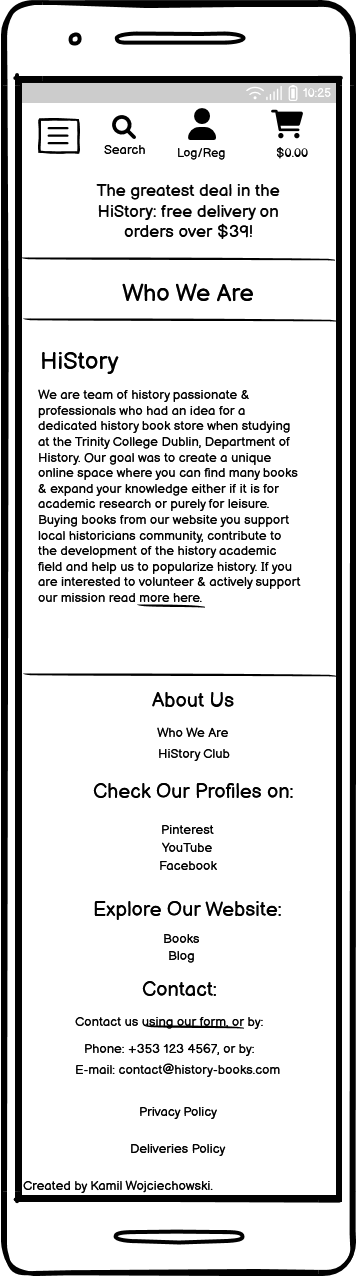 10:25
Search
Log/Reg
$0.00
The greatest deal in the
HiStory: free delivery on
orders over $39!
Who We Are
HiStory
We are team of history passionate &
professionals who had an idea for a
dedicated history book store when studying
at the Trinity College Dublin, Department of
History. Our goal was to create a unique
online space where you can find many books
& expand your knowledge either if it is for
academic research or purely for leisure.
Buying books from our website you support
local historicians community, contribute to
the development of the history academic
field and help us to popularize history. If you
are interested to volunteer & actively support
our mission read more here.
About Us
Who We Are
HiStory Club
Check Our Profiles on:
Pinterest
YouTube
Facebook
Explore Our Website:
Books
Blog
Contact:
Contact us using our form, or by:
Phone: +353 123 4567, or by:
E-mail: contact@history-books.com
Privacy Policy
Deliveries Policy
Created by Kamil Wojciechowski.